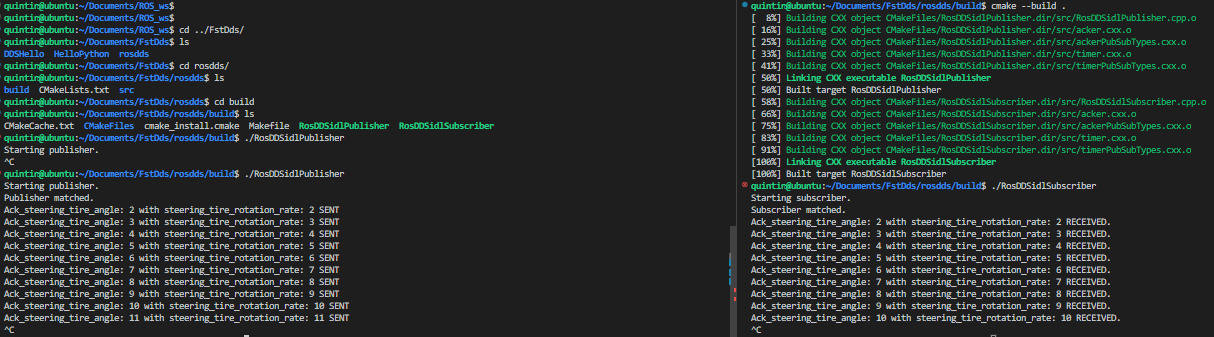 quintin@ubuntu:~/Documents/ROS_ws$
quintin@ubuntu:~/Documents/ROS_ws$
quintin@ubuntu:~/Documents/ROS_ws$ cd ../FstDds/
quintin@ubuntu:~/Documents/FstDds$ ls
DDSHello HelloPython rosdds
quintin@ubuntu:~/Documents/FstDds$ cd rosdds/
quintin@ubuntu:~/Documents/FstDds/rosdds$ ls
build CMakeLists.txt src
quintin@ubuntu:~/Documents/FstDds/rosdds$ cd build
quintin@ubuntu:~/Documents/FstDds/rosdds/build$ ls
CMakeCache.txt CMakeFiles cmake_install.cmake Makefile RosDDSidlPublisher RosDDSidlSubscriber
quintin@ubuntu:~/Documents/FstDds/rosdds/build$ ./RosDDSidlPublisher
Starting publisher.
^C
quintin@ubuntu:~/Documents/FstDds/rosdds/build$ ./RosDDSidlPublisher
Starting publisher.
Publisher matched.
Ack_steering_tire_angle: 2 with steering_tire_rotation_rate: 2 SENT
Ack_steering_tire_angle: 3 with steering_tire_rotation_rate: 3 SENT
Ack_steering_tire_angle: 4 with steering_tire_rotation_rate: 4 SENT
Ack_steering_tire_angle: 5 with steering_tire_rotation_rate: 5 SENT
Ack_steering_tire_angle: 6 with steering_tire_rotation_rate: 6 SENT
Ack_steering_tire_angle: 7 with steering_tire_rotation_rate: 7 SENT
Ack_steering_tire_angle: 8 with steering_tire_rotation_rate: 8 SENT
Ack_steering_tire_angle: 9 with steering_tire_rotation_rate: 9 SENT
Ack_steering_tire_angle: 10 with steering_tire_rotation_rate: 10 SENT
Ack_steering_tire_angle: 11 with steering_tire_rotation_rate: 11 SENT
^C
quintin@ubuntu:~/Documents/FstDds/rosdds/build$ cmake --build .
[ 8%] Building CXX object CMakeFiles/RosDDSidlPublisher.dir/src/RosDDSidlPublisher.cpp.o
[ 16%] Building CXX object CMakeFiles/RosDDSidlPublisher.dir/src/acker.cxx.o
[ 25%] Building CXX object CMakeFiles/RosDDSidlPublisher.dir/src/ackerPubSubTypes.cxx.o
[ 33%] Building CXX object CMakeFiles/RosDDSidlPublisher.dir/src/timer.cxx.o
[ 41%] Building CXX object CMakeFiles/RosDDSidlPublisher.dir/src/timerPubSubTypes.cxx.o
[ 50%] Linking CXX executable RosDDSidlPublisher
[ 50%] Built target RosDDSidlPublisher
[ 58%] Building CXX object CMakeFiles/RosDDSidlSubscriber.dir/src/RosDDSidlSubscriber.cpp.o
[ 66%] Building CXX object CMakeFiles/RosDDSidlSubscriber.dir/src/acker.cxx.o
[ 75%] Building CXX object CMakeFiles/RosDDSidlSubscriber.dir/src/ackerPubSubTypes.cxx.o
[ 83%] Building CXX object CMakeFiles/RosDDSidlSubscriber.dir/src/timer.cxx.o
[ 91%] Building CXX object CMakeFiles/RosDDSidlSubscriber.dir/src/timerPubSubTypes.cxx.o
[100%] Linking CXX executable RosDDSidlSubscriber
[100%] Built target RosDDSidlSubscriber
quintin@ubuntu:~/Documents/FstDds/rosdds/build$ ./RosDDSidlSubscriber
Starting subscriber.
Subscriber matched.
Ack_steering_tire_angle: 2 with steering_tire_rotation_rate: 2 RECEIVED.
Ack_steering_tire_angle: 3 with steering_tire_rotation_rate: 3 RECEIVED.
Ack_steering_tire_angle: 4 with steering_tire_rotation_rate: 4 RECEIVED.
Ack_steering_tire_angle: 5 with steering_tire_rotation_rate: 5 RECEIVED.
Ack_steering_tire_angle: 6 with steering_tire_rotation_rate: 6 RECEIVED.
Ack_steering_tire_angle: 7 with steering_tire_rotation_rate: 7 RECEIVED.
Ack_steering_tire_angle: 8 with steering_tire_rotation_rate: 8 RECEIVED.
Ack_steering_tire_angle: 9 with steering_tire_rotation_rate: 9 RECEIVED.
Ack_steering_tire_angle: 10 with steering_tire_rotation_rate: 10 RECEIVED.
^C